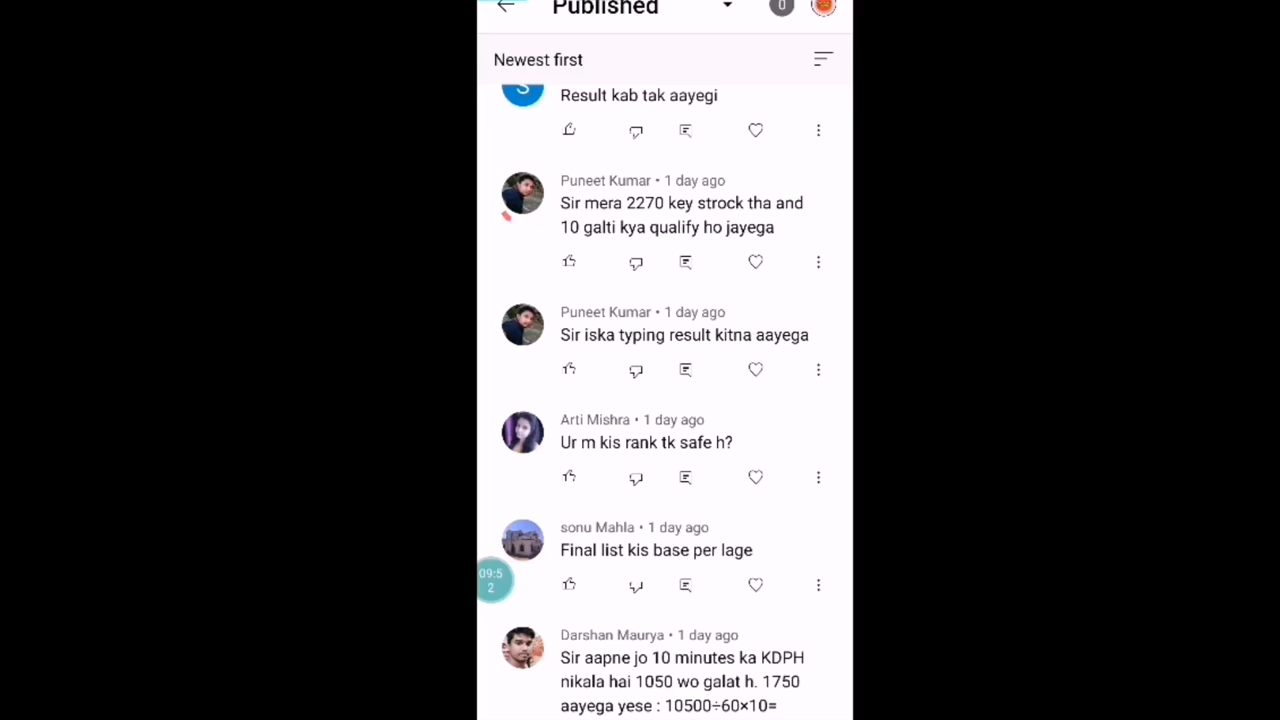 Published
0
Newest first
S
Result kab tak aayegi
Puneet Kumar • 1 day ago
Sir mera 2270 key strock tha and
10 galti kya qualify ho jayega
Puneet Kumar • 1 day ago
Sir iska typing result kitna aayega
Arti Mishra • 1 day ago
Ur m kis rank tk safe h?
sonu Mahla • 1 day ago
Final list kis base per lage
09:5
2
Darshan Maurya • 1 day ago
Sir aapne jo 10 minutes ka KDPH
nikala hai 1050 wo galat h. 1750
aayega yese : 10500÷60×10=